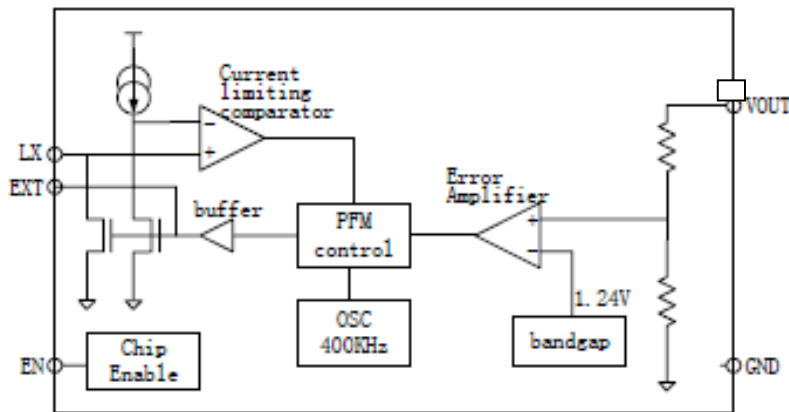 Current
limiting
comparator
VOUT
LX
EXT
buffer
PFM
control
Error
Amplifier
1.24V
OSC
400KHz
bandgap
Chip
Enable
EN
GND